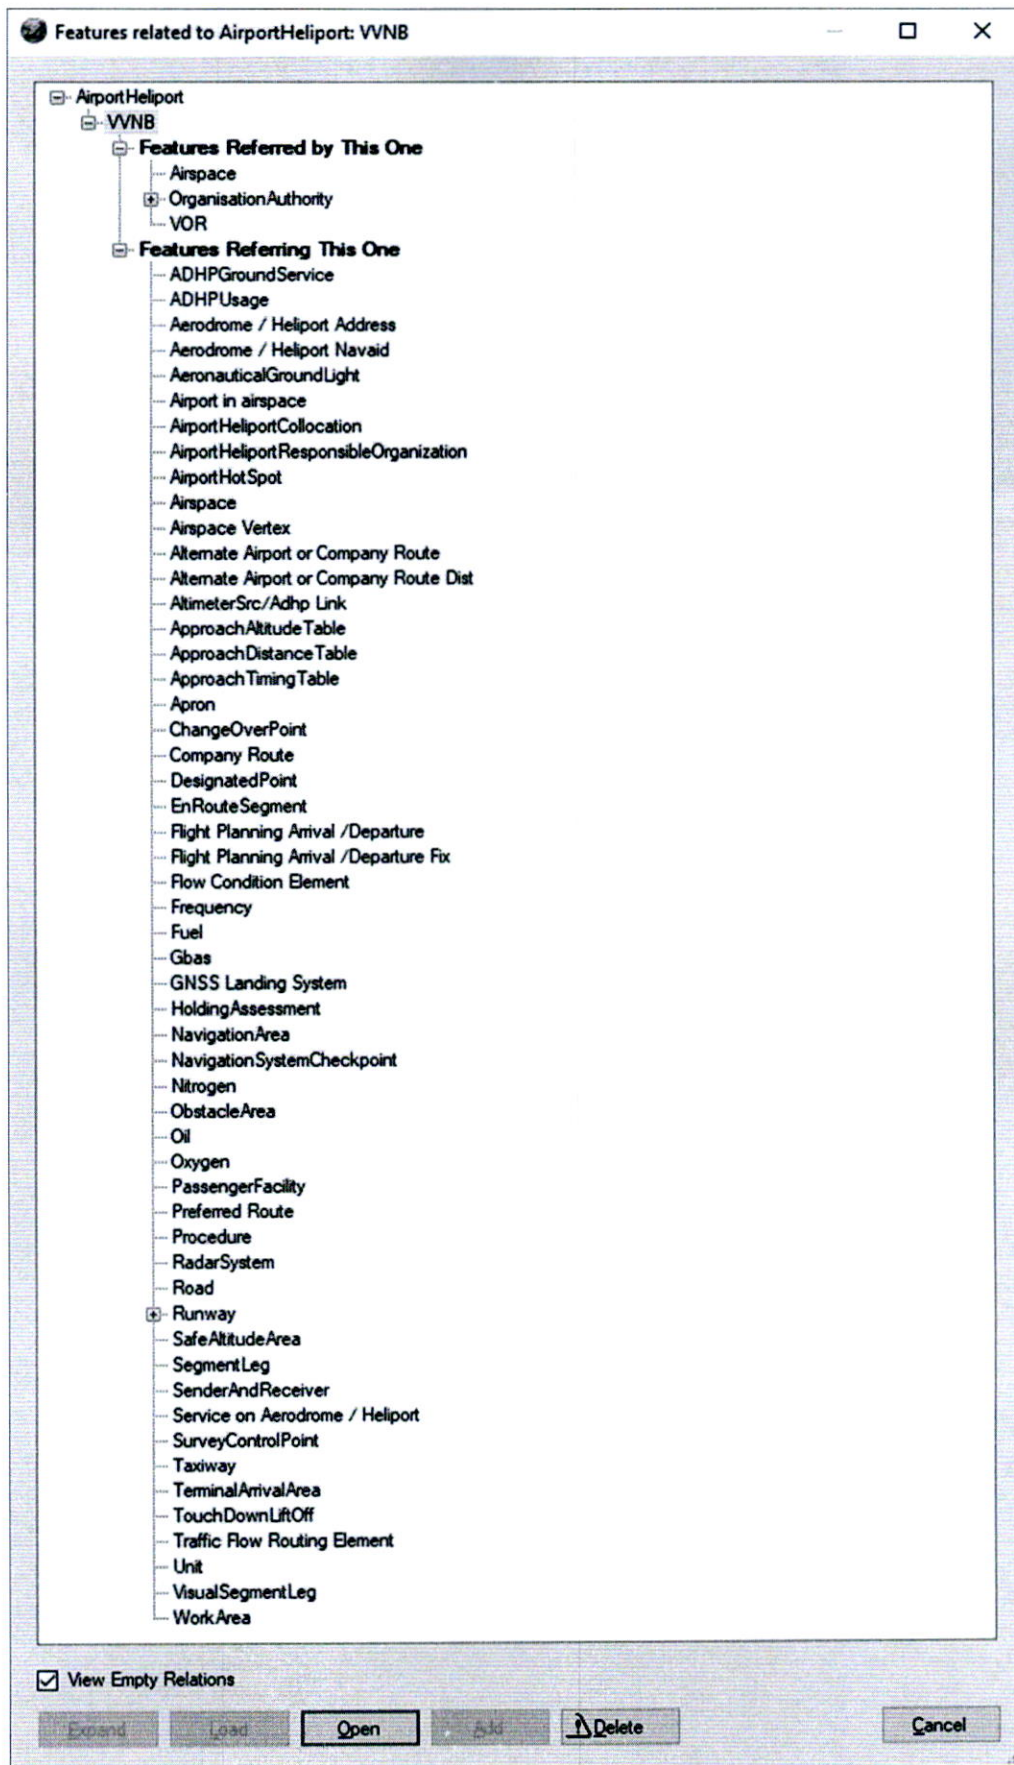 Features related to AirportHeliport: VVNB
AirportHeliport
VVNB
Features Referred by This One
Airspace
OrganisationAuthority
VOR
Features Referring This One
ADHPGroundService
ADHPUsage
Aerodrome / Heliport Address
Aerodrome / Heliport Navaid
AeronauticalGroundLight
Airport in airspace
AirportHeliportCollocation
AirportHeliportResponsibleOrganization
AirportHotSpot
Airspace
Airspace Vertex
Alternate Airport or Company Route
Alternate Airport or Company Route Dist
AltimeterSrc/Adhp Link
ApproachAltitudeTable
ApproachDistanceTable
ApproachTimingTable
Apron
ChangeOverPoint
Company Route
DesignatedPoint
EnRouteSegment
Flight Planning Arrival /Departure
Flight Planning Arrival /Departure Fix
Flow Condition Element
Frequency
Fuel
Gbas
GNSS Landing System
HoldingAssessment
NavigationArea
NavigationSystemCheckpoint
Nitrogen
ObstacleArea
Oil
Oxygen
PassengerFacility
Preferred Route
Procedure
RadarSystem
Road
Runway
SafeAltitudeArea
SegmentLeg
SenderAndReceiver
Service on Aerodrome / Heliport
SurveyControlPoint
Taxiway
TerminalArrivalArea
TouchDownLiftOff
Traffic Flow Routing Element
Unit
VisualSegmentLeg
WorkArea
View Empty Relations
Expand Load Open Add Delete Cancel